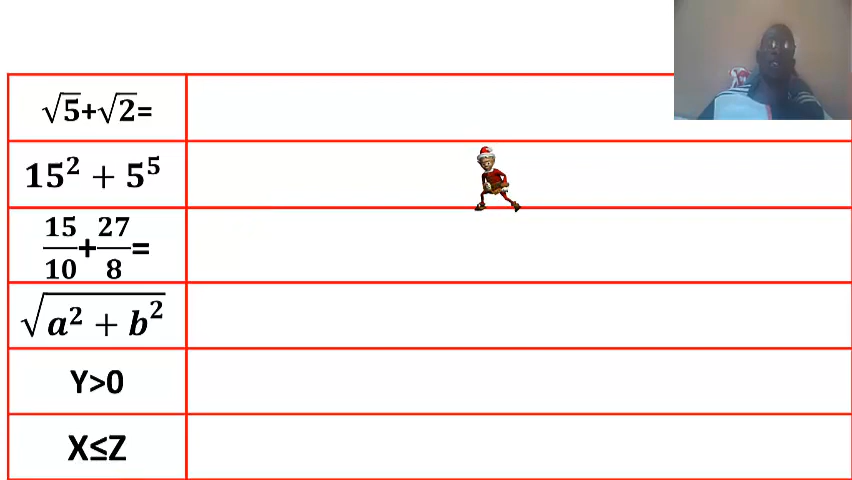 √5+√2=
15² + 5⁵
15/10+27/8=
√(a² + b²)
Y>0
X≤Z